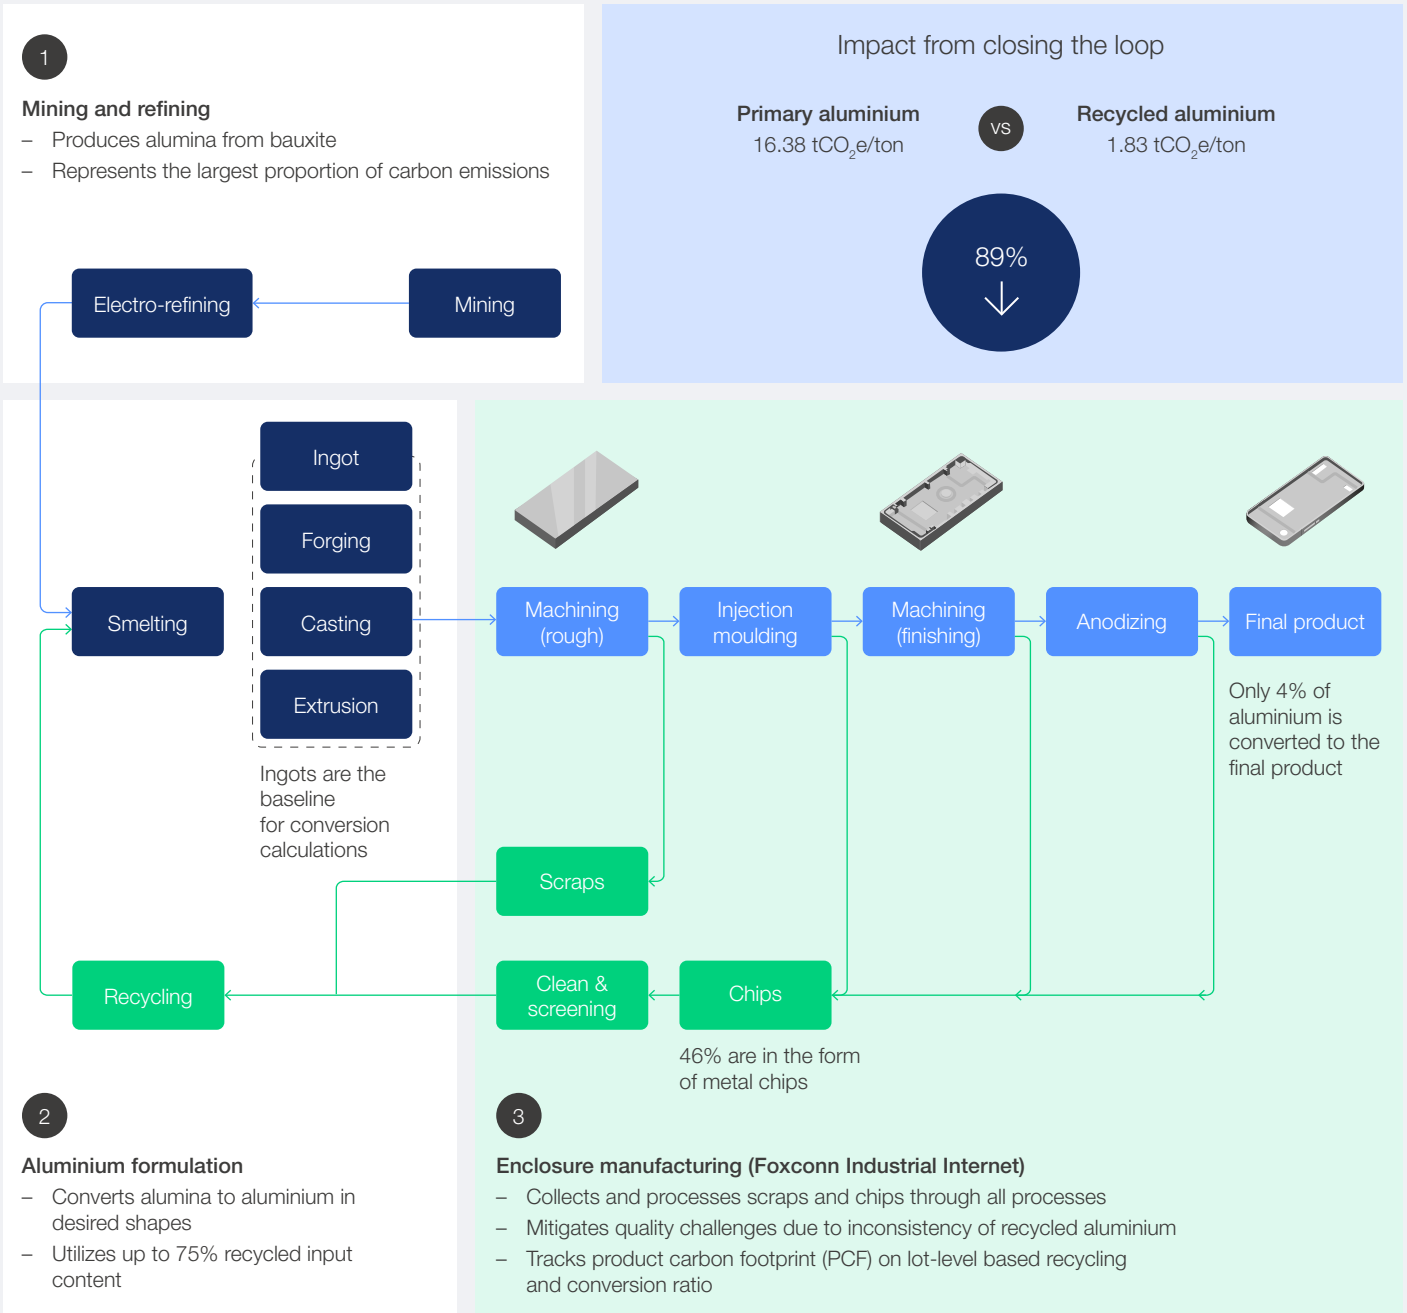 1
Mining and refining
– Produces alumina from bauxite
– Represents the largest proportion of carbon emissions
Electro-refining
Mining
Impact from closing the loop
Primary aluminium
16.38 tCO₂e/ton
VS
Recycled aluminium
1.83 tCO₂e/ton
89%
Ingot
Forging
Smelting
Casting
Extrusion
Ingots are the
baseline
for conversion
calculations
Recycling
2
Aluminium formulation
– Converts alumina to aluminium in
desired shapes
– Utilizes up to 75% recycled input
content
Machining
(rough)
Injection
moulding
Machining
(finishing)
Anodizing
Final product
Only 4% of
aluminium is
converted to the
final product
Scraps
Clean &
screening
Chips
46% are in the form
of metal chips
3
Enclosure manufacturing (Foxconn Industrial Internet)
– Collects and processes scraps and chips through all processes
– Mitigates quality challenges due to inconsistency of recycled aluminium
– Tracks product carbon footprint (PCF) on lot-level based recycling
and conversion ratio